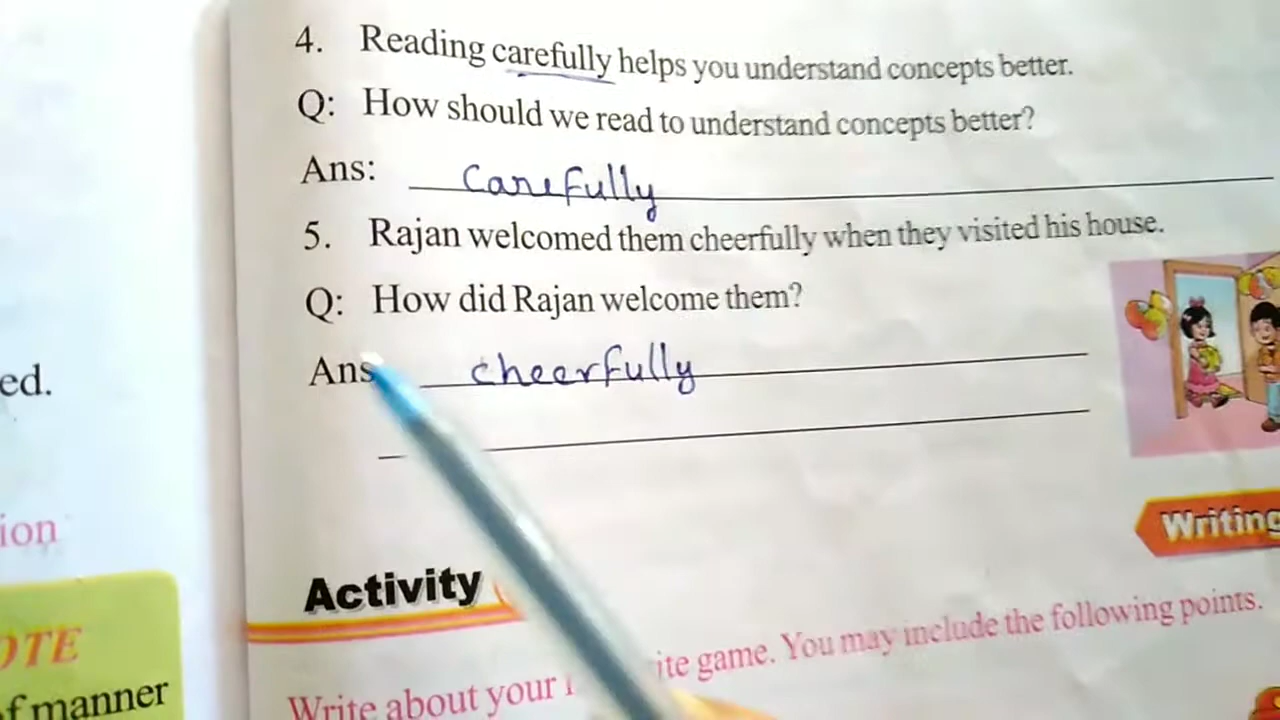 4. Reading carefully helps you understand concepts better.
Q: How should we read to understand concepts better?
Ans: Carefully
5. Rajan welcomed them cheerfully when they visited his house.
Q: How did Rajan welcome them?
ed.
Ans cheerfully
Writing
ion
Activity
OTE
Write about your ite game. You may include the following points.
of manner